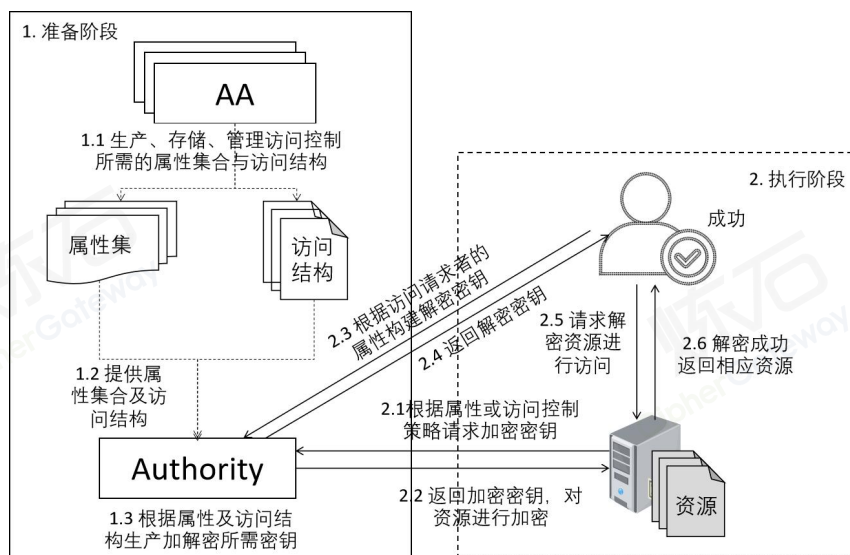 1. 准备阶段
AA
1.1 生产、存储、管理访问控制
所需的属性集合与访问结构
属性集
访问
结构
1.2 提供属
性集合及访
问结构
Authority
1.3 根据属性及访问结
构生产加解密所需密钥
2. 执行阶段
成功
2.3 根据访问请求者的
属性构建解密密钥
2.4 返回解密密钥
2.5 请求解
密资源进
行访问
2.6 解密成功
返回相应资源
2.1根据属性或访问控制
策略请求加密密钥
2.2 返回加密密钥，对
资源进行加密
资源
炼石
CipherGateway